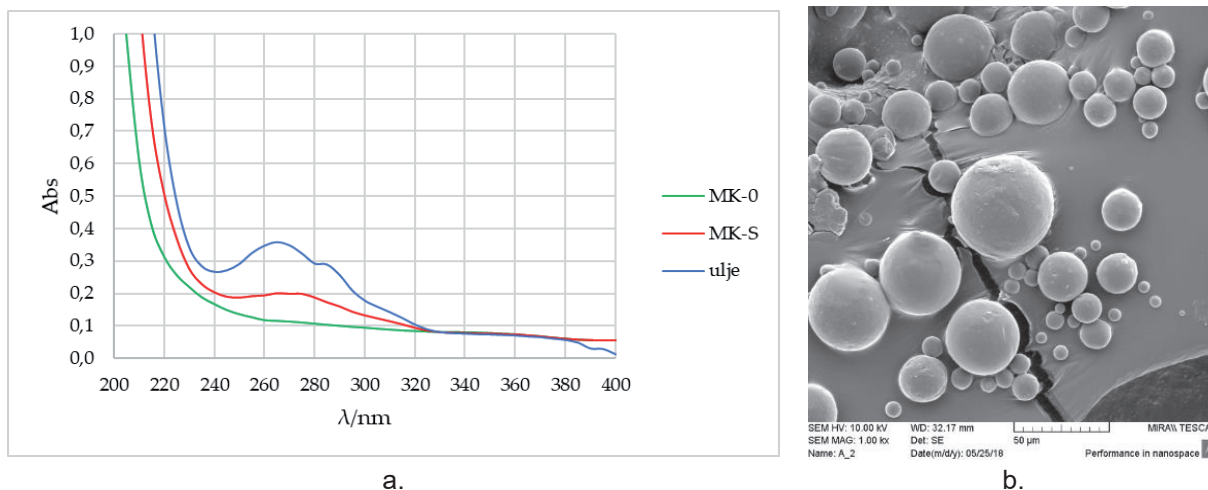 1,0
0,9
0,8
0,7
0,6
0,5
0,4
0,3
0,2
0,1
0,0
Abs
200 220 240 260 280 300 320 340 360 380 400
λ/nm
MK-0
MK-S
ulje
a.
SEM HV: 10.00 kV WD: 32.17 mm MIRA\\ TESCA
SEM MAG: 1.00 kx Det: SE 50 µm
Name: A_2 Date(m/d/y): 05/25/18 Performance in nanospace
b.